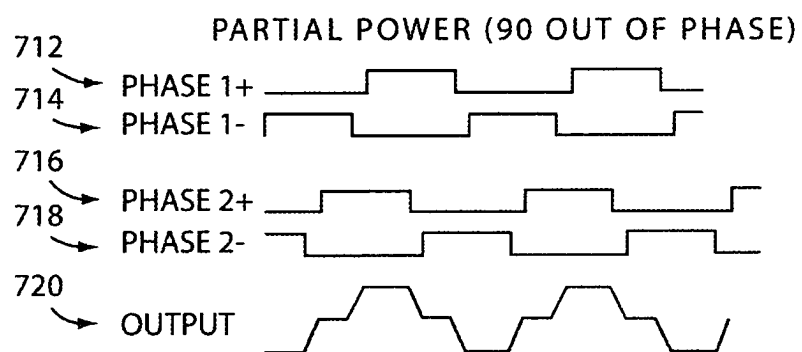 PARTIAL POWER (90 OUT OF PHASE)
712
PHASE 1+
714
PHASE 1-
716
PHASE 2+
718
PHASE 2-
720
OUTPUT